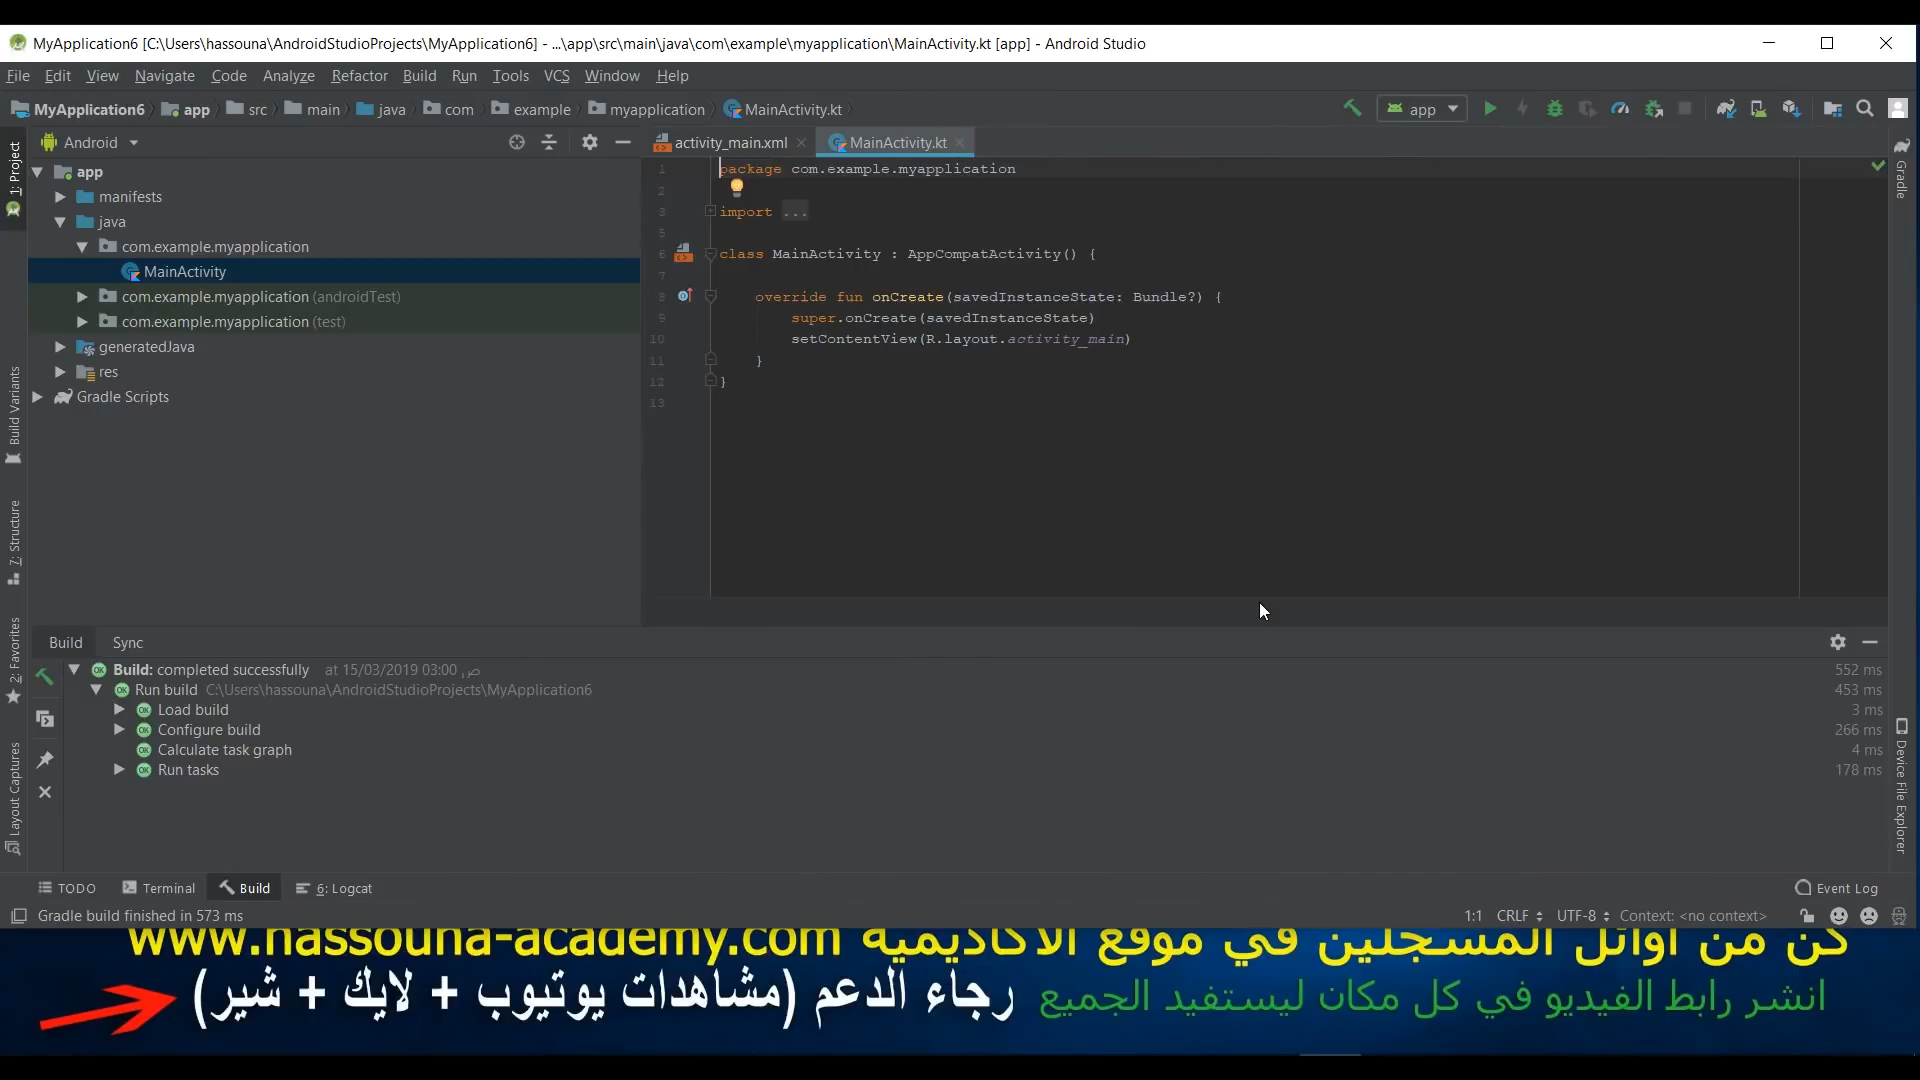 MyApplication6 [C:\Users\hassouna\AndroidStudioProjects\MyApplication6] - ...\app\src\main\java\com\example\myapplication\MainActivity.kt [app] - Android Studio
File Edit View Navigate Code Analyze Refactor Build Run Tools VCS Window Help
MyApplication6 app src main java com example myapplication MainActivity.kt
app
Android
activity_main.xml MainActivity.kt
1: Project
Build Variants
7: Structure
2: Favorites
Layout Captures
app
manifests
java
com.example.myapplication
MainActivity
com.example.myapplication (androidTest)
com.example.myapplication (test)
generatedJava
res
Gradle Scripts
1 package com.example.myapplication
2
3 import ...
5
6 class MainActivity : AppCompatActivity() {
7
8 override fun onCreate(savedInstanceState: Bundle?) {
9 super.onCreate(savedInstanceState)
10 setContentView(R.layout.activity_main)
11 }
12 }
13
Gradle
Device File Explorer
Build Sync
Build: completed successfully at 15/03/2019 03:00 ص, 552 ms
Run build C:\Users\hassouna\AndroidStudioProjects\MyApplication6 453 ms
Load build 3 ms
Configure build 266 ms
Calculate task graph 4 ms
Run tasks 178 ms
TODO Terminal Build 6: Logcat Event Log
Gradle build finished in 573 ms 1:1 CRLF UTF-8 Context: <no context>
كن من اوائل المسجلين في موقع الاكاديمية www.hassouna-academy.com
انشر رابط الفيديو في كل مكان ليستفيد الجميع رجاء الدعم (مشاهدات يوتيوب + لايك + شير)